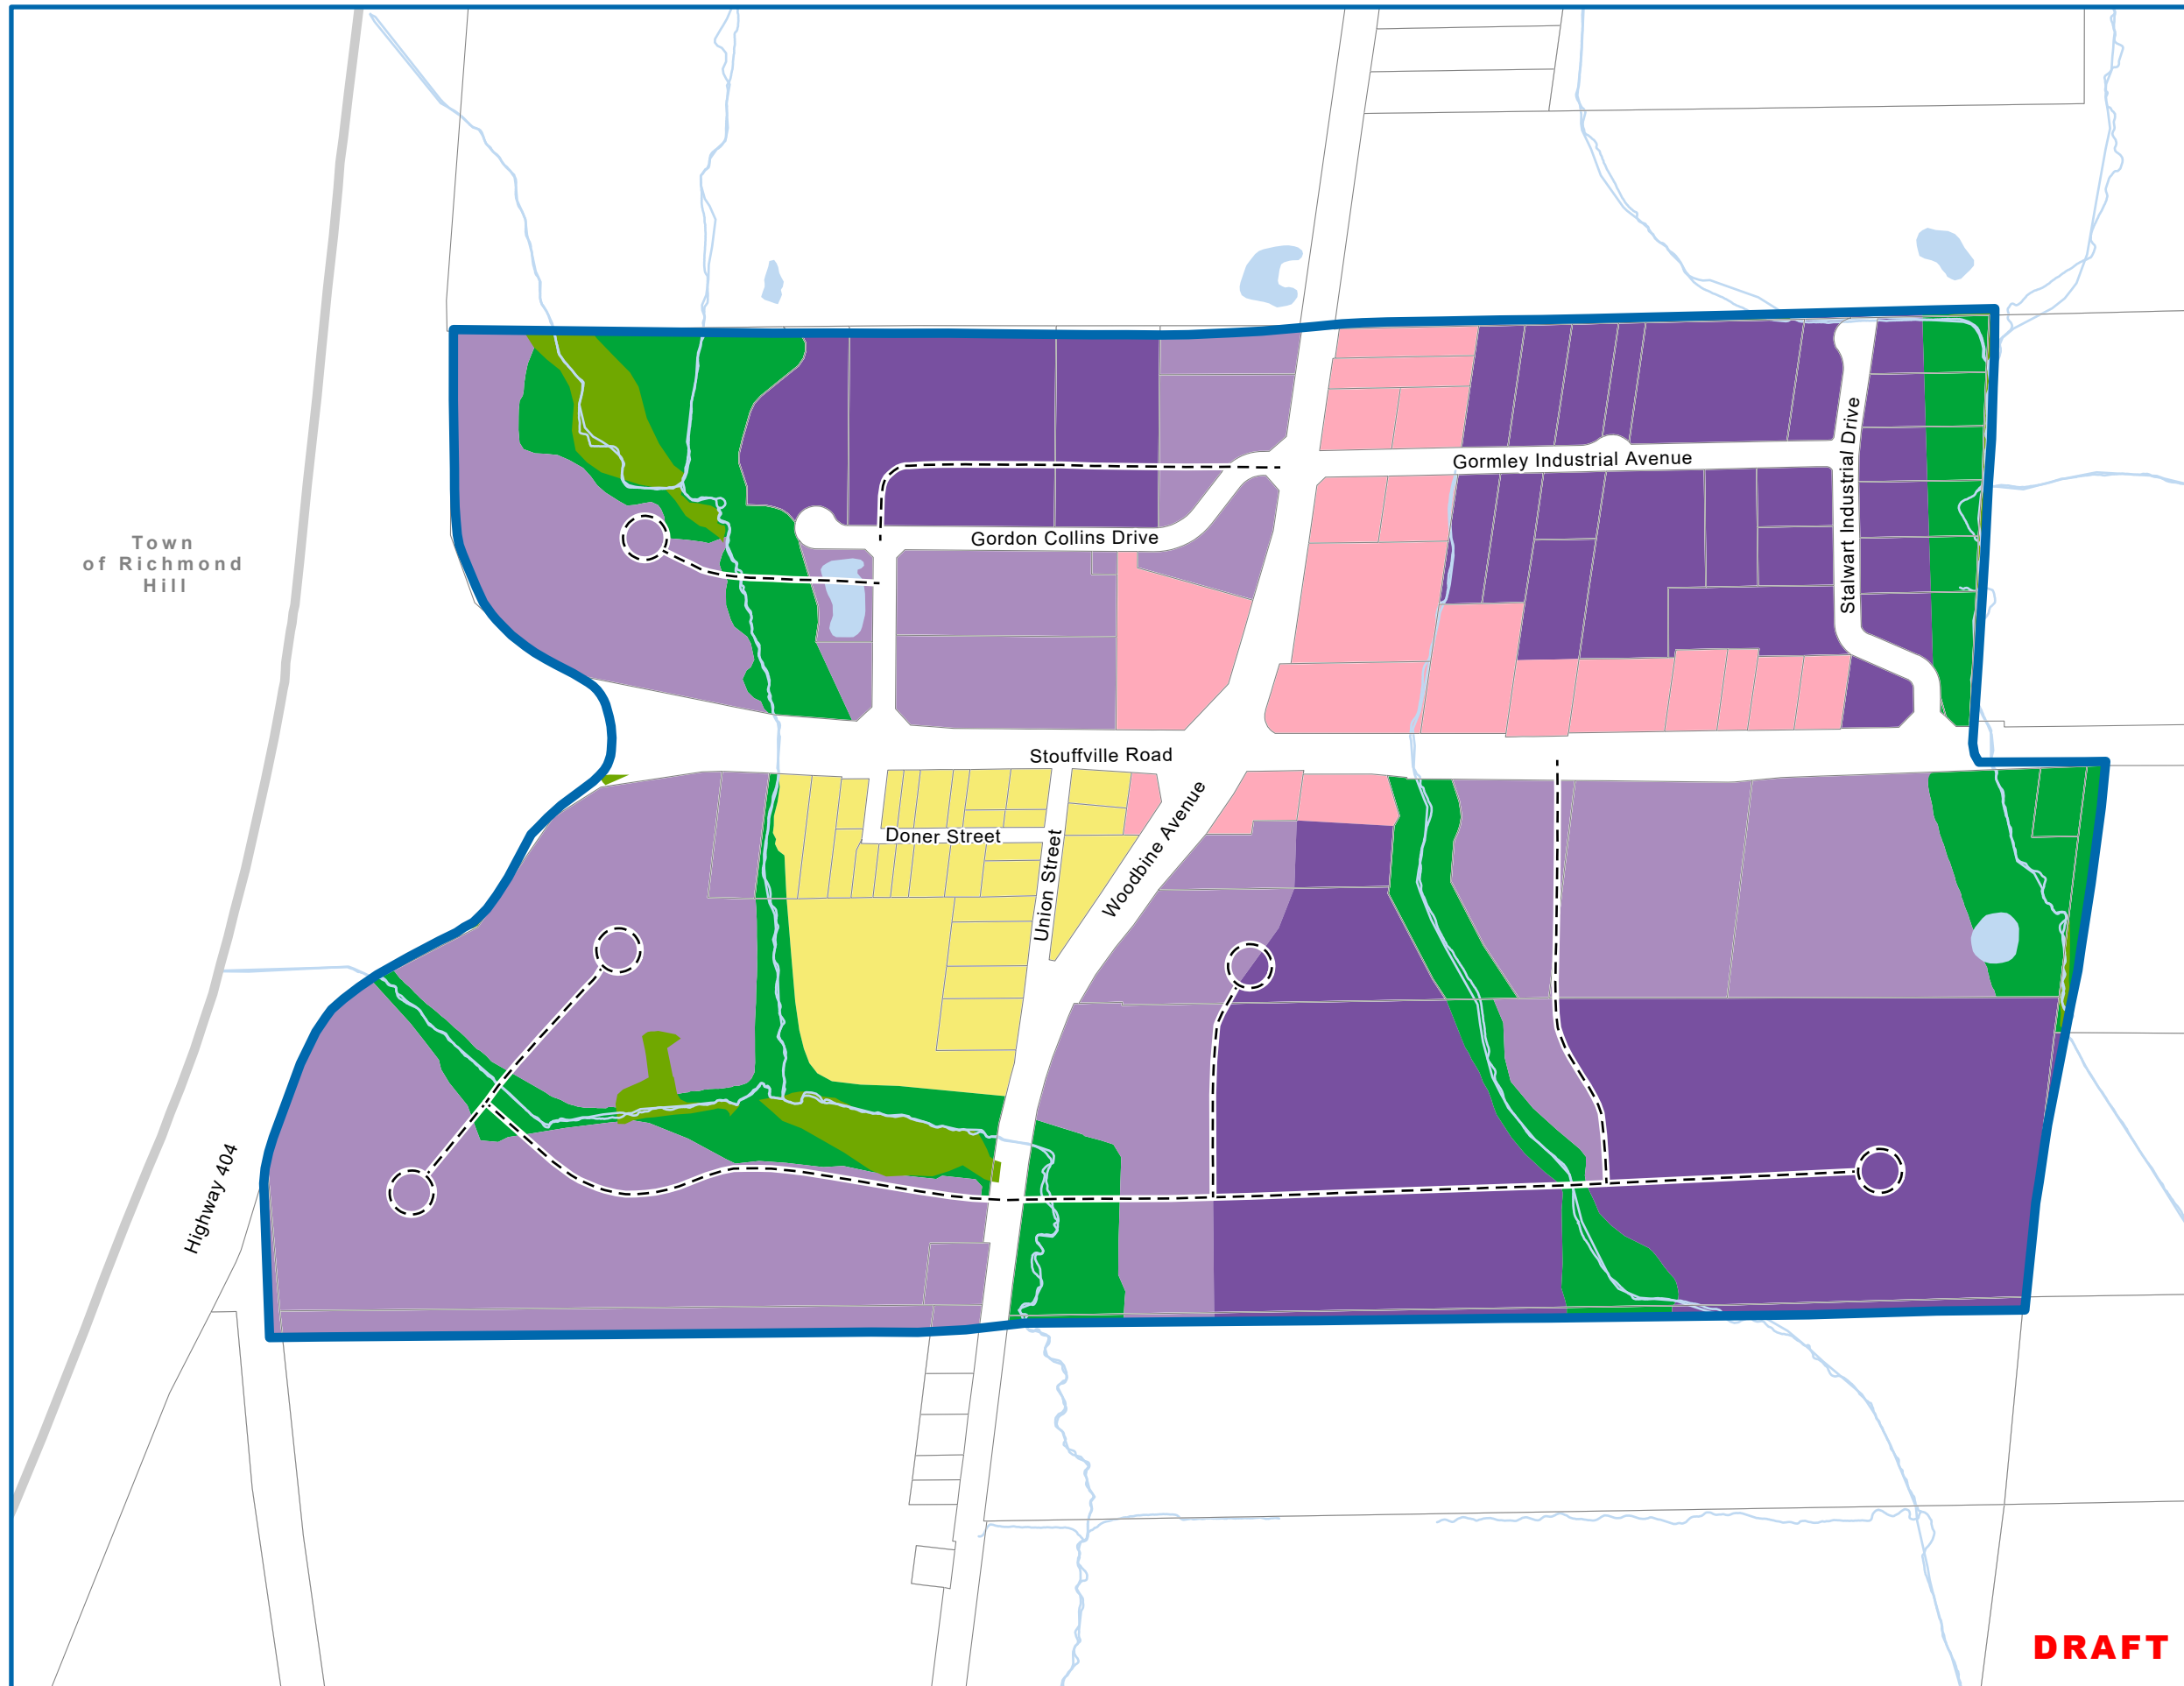 Town
of Richmond
Hill
Gormley Industrial Avenue
Stalwart Industrial Drive
Gordon Collins Drive
Stouffville Road
Doner Street
Union Street
Woodbine Avenue
Highway 404
DRAFT